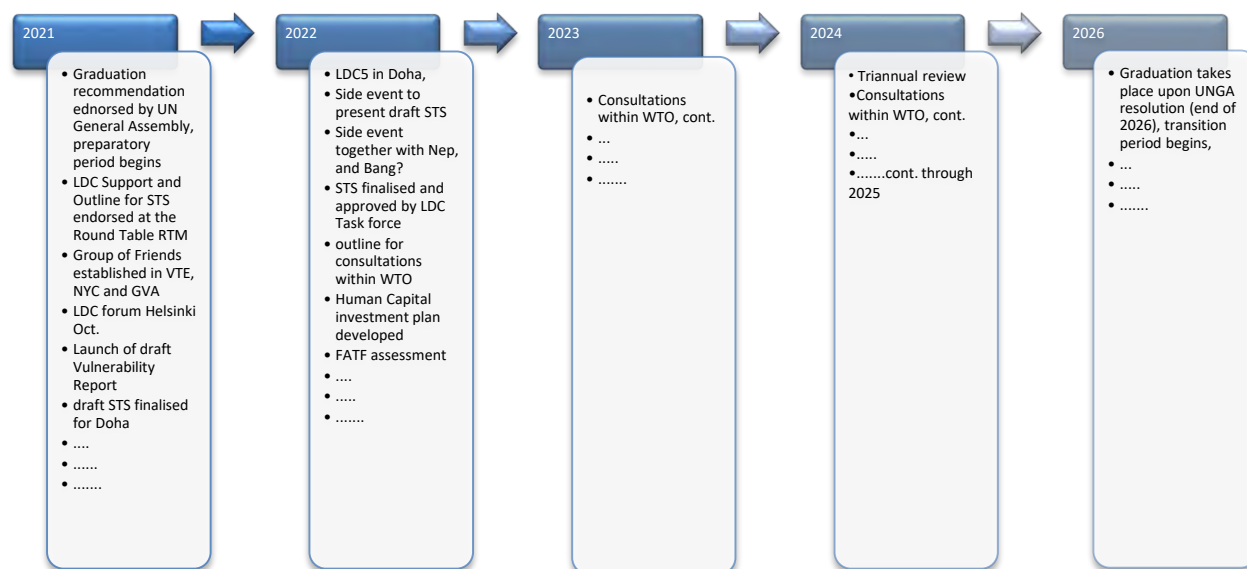 2021
• Graduation
recommendation
ednorsed by UN
General Assembly,
preparatory
period begins
• LDC Support and
Outline for STS
endorsed at the
Round Table RTM
• Group of Friends
established in VTE,
NYC and GVA
• LDC forum Helsinki
Oct.
• Launch of draft
Vulnerability
Report
• draft STS finalised
for Doha
• ....
• ......
• .......
2022
• LDC5 in Doha,
• Side event to
present draft STS
• Side event
together with Nep,
and Bang?
• STS finalised and
approved by LDC
Task force
• outline for
consultations
within WTO
• Human Capital
investment plan
developed
• FATF assessment
• ....
• .....
• .......
2023
• Consultations
within WTO, cont.
• ...
• .....
• .......
2024
• Triannual review
•Consultations
within WTO, cont.
•...
•.....
•.......cont. through
2025
2026
• Graduation takes
place upon UNGA
resolution (end of
2026), transition
period begins,
• ...
• .....
• .......